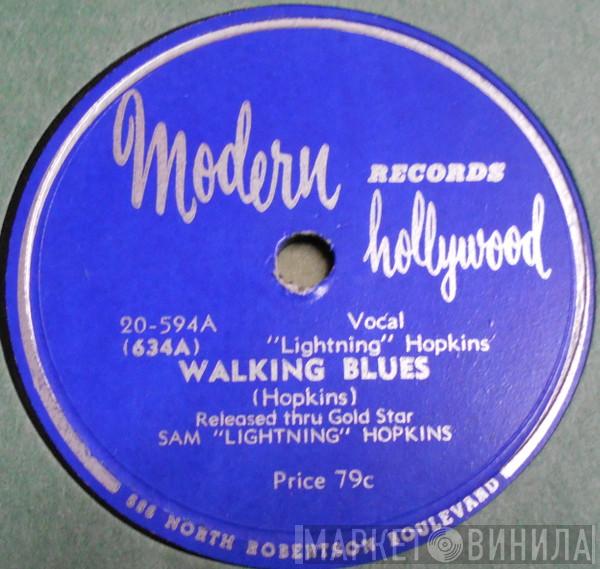 Modern
RECORDS
hollywood
20-594A
Vocal
(634A)
"Lightning" Hopkins
WALKING BLUES
(Hopkins)
Released thru Gold Star
SAM "LIGHTNING" HOPKINS
Price 79c
686 NORTH ROBERTSON BOULEVARD
МАРКЕТ ВИНИЛА